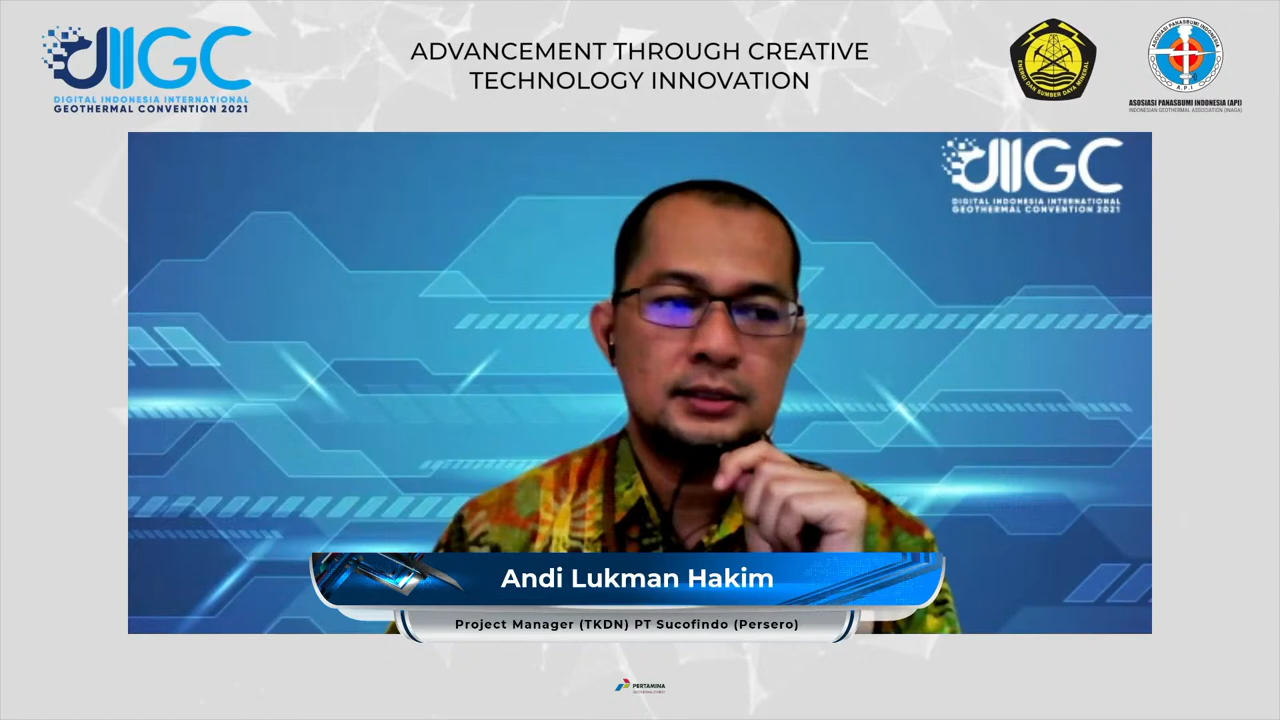 DIIGC
DIGITAL INDONESIA INTERNATIONAL
GEOTHERMAL CONVENTION 2021
ADVANCEMENT THROUGH CREATIVE
TECHNOLOGY INNOVATION
ENERGI DAN SUMBER DAYA MINERAL
ASOSIASI PANASBUMI INDONESIA
A.P.I
ASOSIASI PANASBUMI INDONESIA (API)
INDONESIAN GEOTHERMAL ASSOCIATION (INAGA)
DIIGC
DIGITAL INDONESIA INTERNATIONAL
GEOTHERMAL CONVENTION 2021
Andi Lukman Hakim
Project Manager (TKDN) PT Sucofindo (Persero)
PERTAMINA